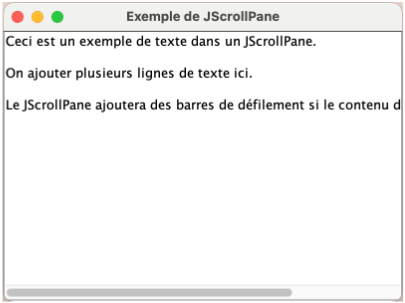 Exemple de JScrollPane
Ceci est un exemple de texte dans un JScrollPane.
On ajouter plusieurs lignes de texte ici.
Le JScrollPane ajoutera des barres de défilement si le contenu d